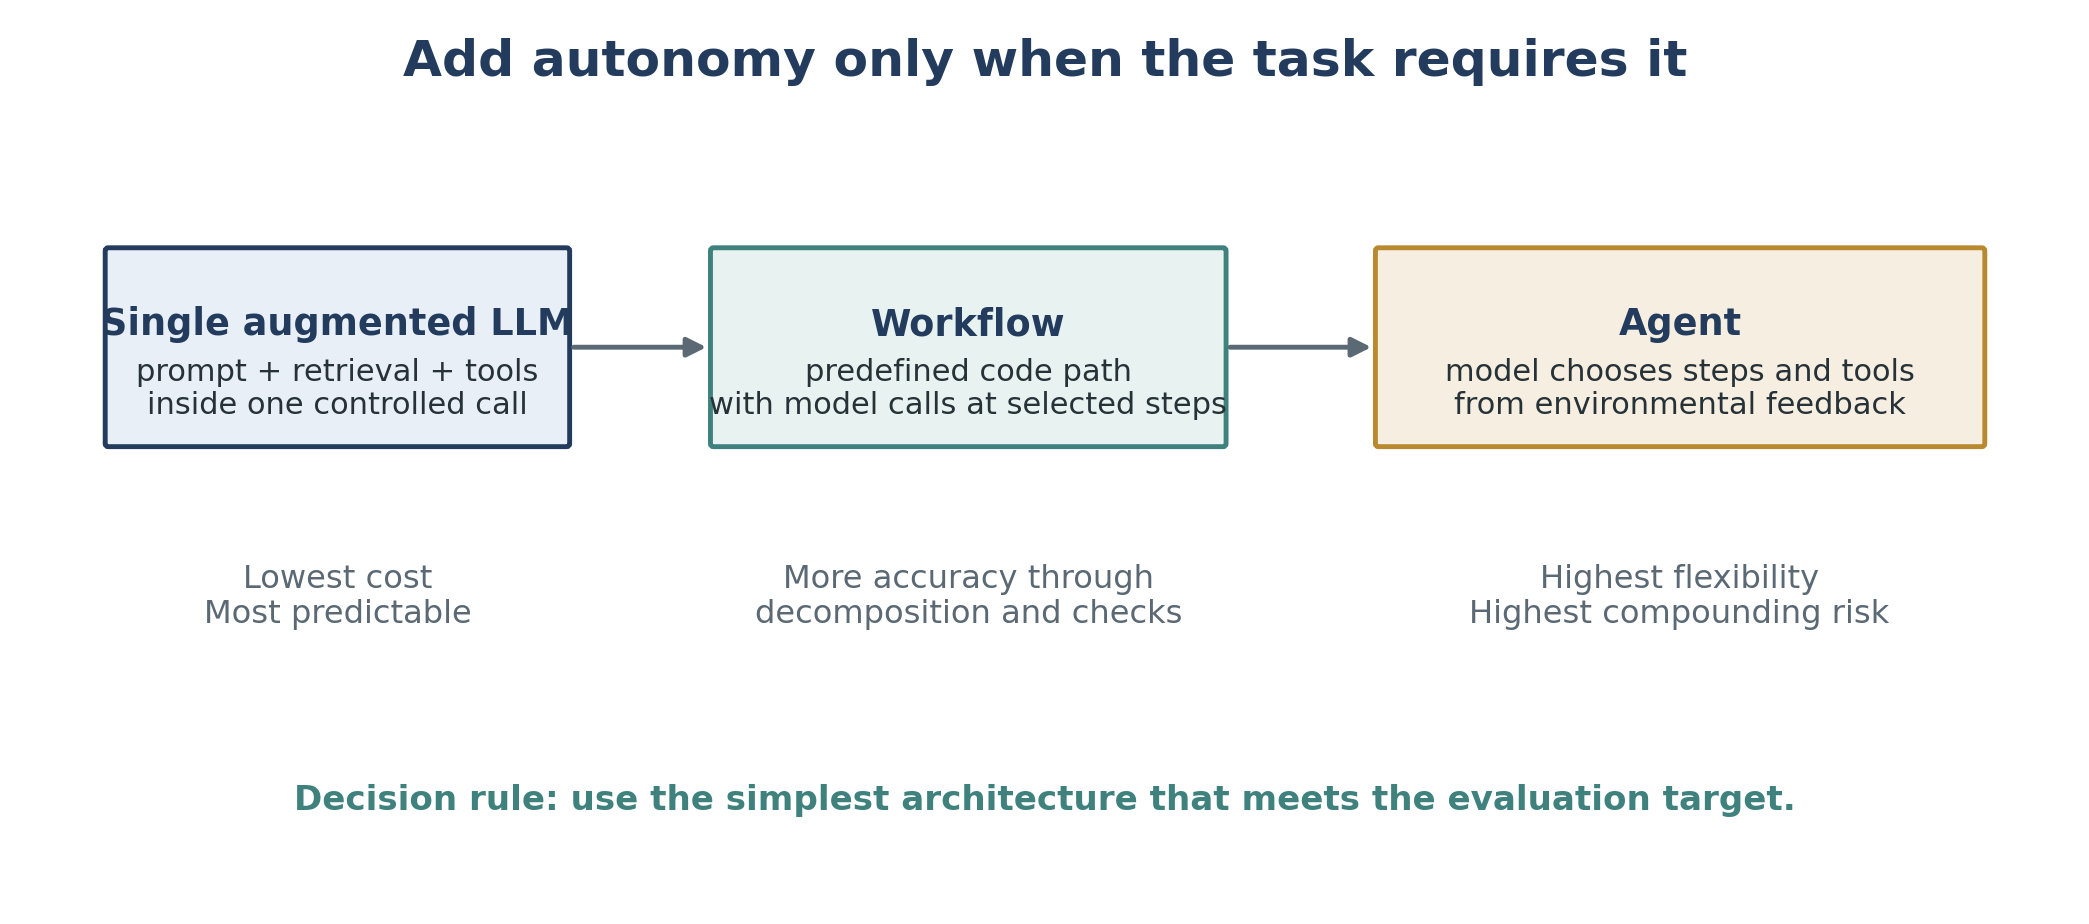 Add autonomy only when the task requires it
Single augmented LLM
prompt + retrieval + tools
inside one controlled call
Workflow
predefined code path
with model calls at selected steps
Agent
model chooses steps and tools
from environmental feedback
Lowest cost
Most predictable
More accuracy through
decomposition and checks
Highest flexibility
Highest compounding risk
Decision rule: use the simplest architecture that meets the evaluation target.